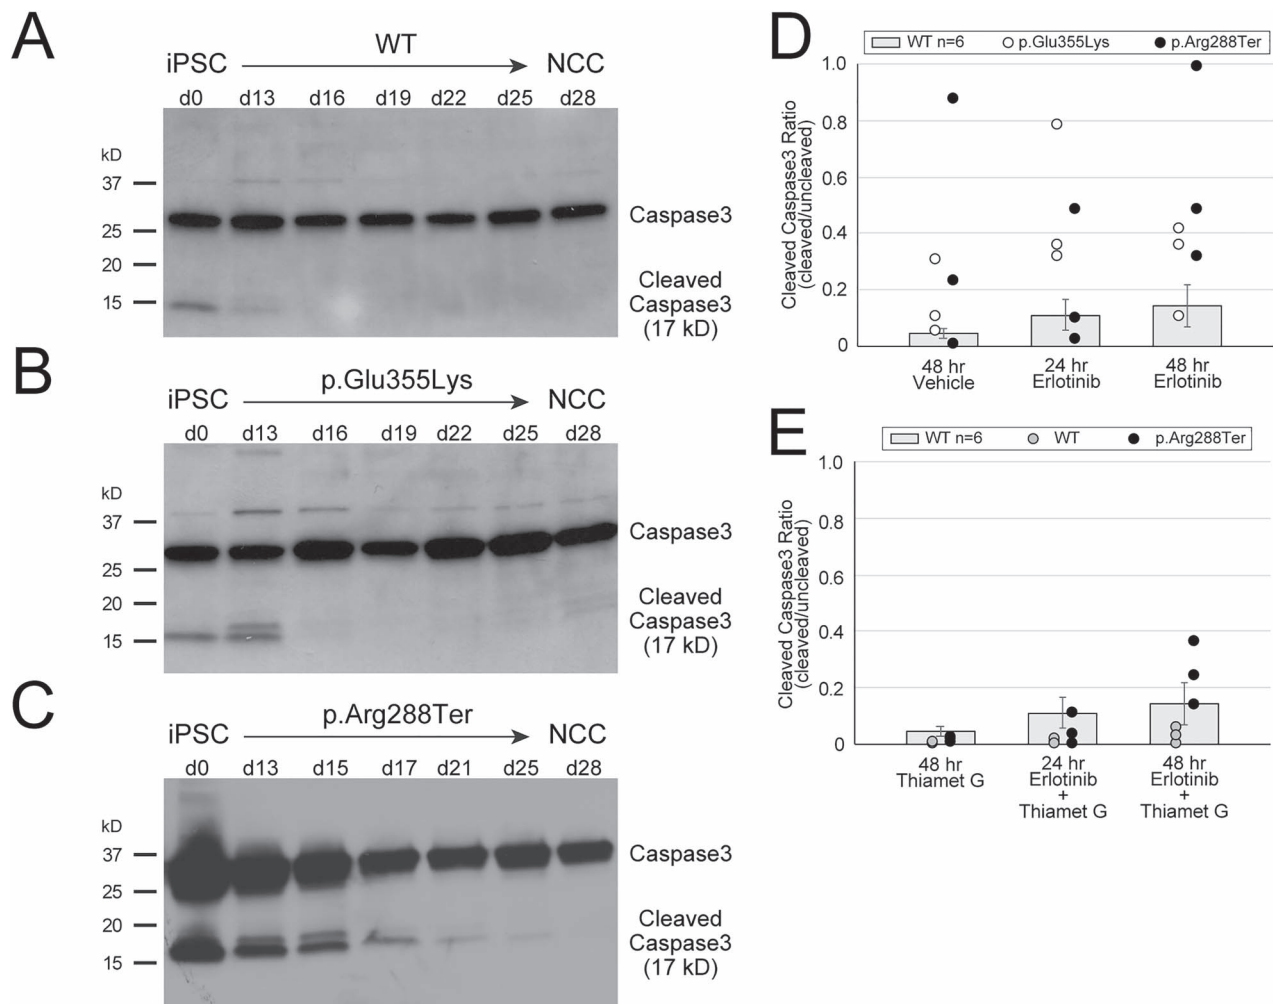 A
WT
iPSC NCC
d0 d13 d16 d19 d22 d25 d28
kD
37
25
20
15
Caspase3
Cleaved
Caspase3
(17 kD)
B
p.Glu355Lys
iPSC NCC
d0 d13 d16 d19 d22 d25 d28
kD
37
25
20
15
Caspase3
Cleaved
Caspase3
(17 kD)
C
p.Arg288Ter
iPSC NCC
d0 d13 d15 d17 d21 d25 d28
kD
37
25
20
15
Caspase3
Cleaved
Caspase3
(17 kD)
D
WT n=6 p.Glu355Lys p.Arg288Ter
Cleaved Caspase3 Ratio
(cleaved/uncleaved)
1.0
0.8
0.6
0.4
0.2
0
48 hr
Vehicle
24 hr
Erlotinib
48 hr
Erlotinib
E
WT n=6 WT p.Arg288Ter
Cleaved Caspase3 Ratio
(cleaved/uncleaved)
1.0
0.8
0.6
0.4
0.2
0
48 hr
Thiamet G
24 hr
Erlotinib
+
Thiamet G
48 hr
Erlotinib
+
Thiamet G